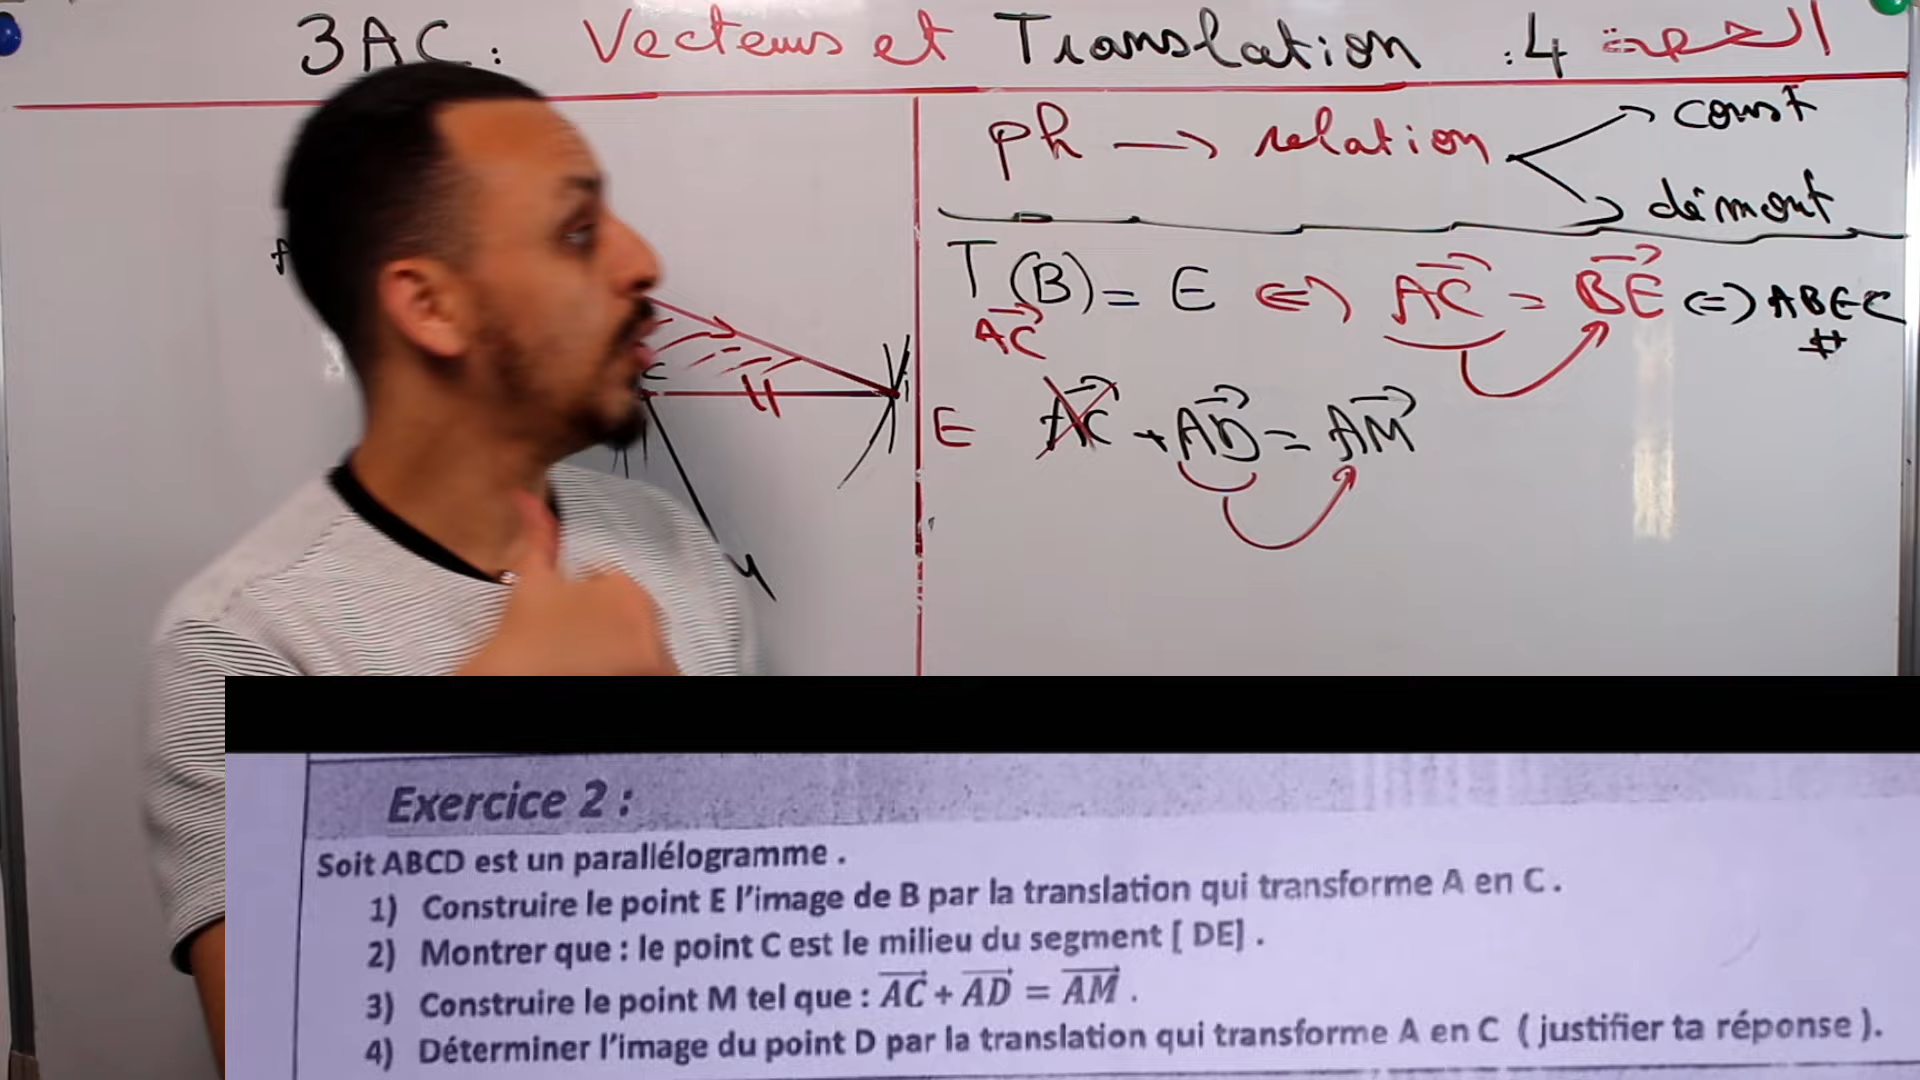 3AC: Vecteurs et Translation : 4 الحصة
ph → relation
const
démont
T (B) = E ⇔ AC = BE ⇔ ABEC
AC
#
E AC + AD = AM
A
C
M
Exercice 2 :
Soit ABCD est un parallélogramme .
1) Construire le point E l'image de B par la translation qui transforme A en C .
2) Montrer que : le point C est le milieu du segment [ DE] .
3) Construire le point M tel que : AC + AD = AM .
4) Déterminer l'image du point D par la translation qui transforme A en C ( justifier ta réponse ).